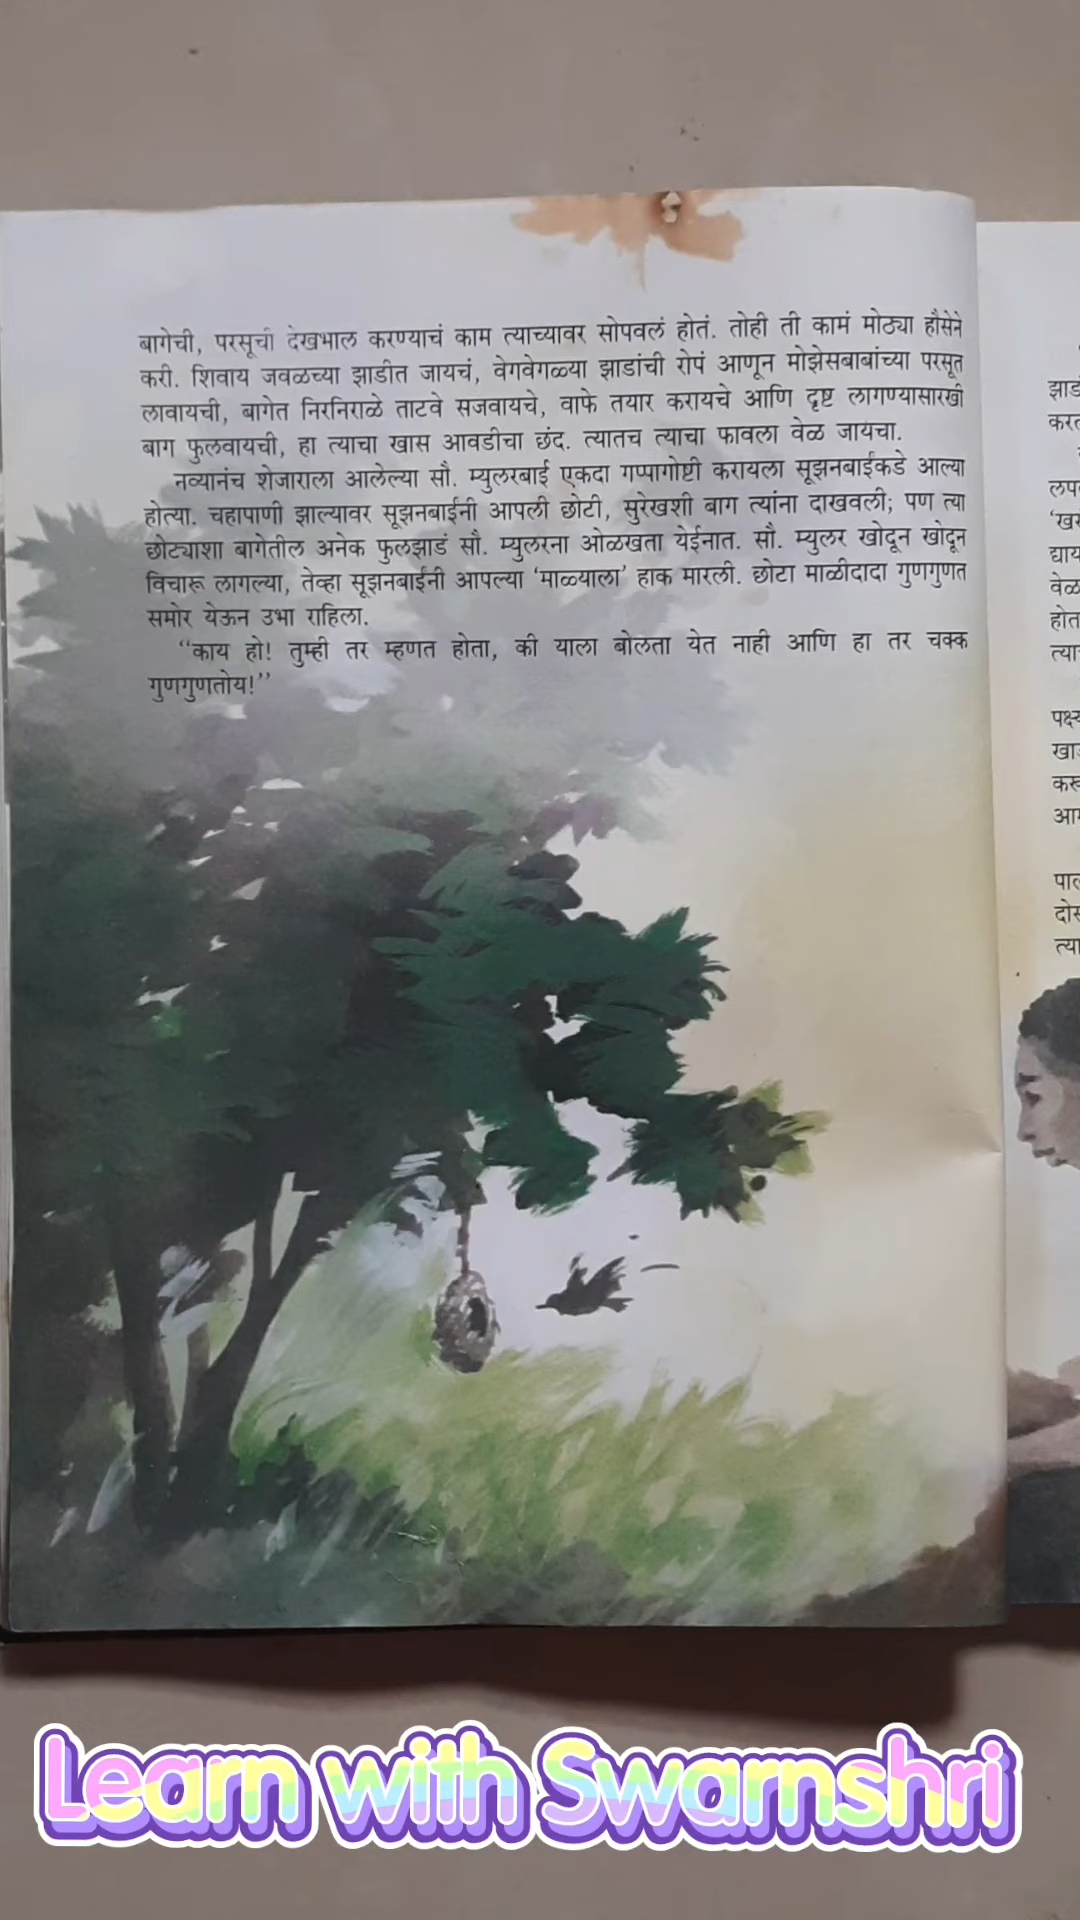 बागेची, परसूची देखभाल करण्याचं काम त्याच्यावर सोपवलं होतं. तोही ती कामं मोठ्या हौसेने
करी. शिवाय जवळच्या झाडीत जायचं, वेगवेगळ्या झाडांची रोपं आणून मोझेसबाबांच्या परसूत
लावायची, बागेत निरनिराळे ताटवे सजवायचे, वाफे तयार करायचे आणि दृष्ट लागण्यासारखी
बाग फुलवायची, हा त्याचा खास आवडीचा छंद. त्यातच त्याचा फावला वेळ जायचा.
नव्यानंच शेजाराला आलेल्या सौ. म्युलरबाई एकदा गप्पागोष्टी करायला सूझनबाईंकडे आल्या
होत्या. चहापाणी झाल्यावर सूझनबाईंनी आपली छोटी, सुरेखशी बाग त्यांना दाखवली; पण त्या
छोट्याशा बागेतील अनेक फुलझाडं सौ. म्युलरना ओळखता येईनात. सौ. म्युलर खोदून खोदून
विचारू लागल्या, तेव्हा सूझनबाईंनी आपल्या ‘माळ्याला’ हाक मारली. छोटा माळीदादा गुणगुणत
समोर येऊन उभा राहिला.
“काय हो! तुम्ही तर म्हणत होता, की याला बोलता येत नाही आणि हा तर चक्क
गुणगुणतोय!”
करत
वेळ
होत
Learn with Swarnshri